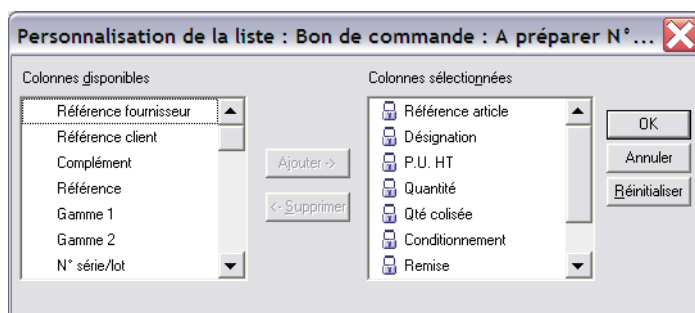 Personnalisation de la liste : Bon de commande : A préparer N°...
Colonnes disponibles
Colonnes sélectionnées
Référence fournisseur
Référence client
Complément
Référence
Gamme 1
Gamme 2
N° série/lot
Ajouter ->
<- Supprimer
Référence article
Désignation
P.U. HT
Quantité
Qté colisée
Conditionnement
Remise
OK
Annuler
Réinitialiser